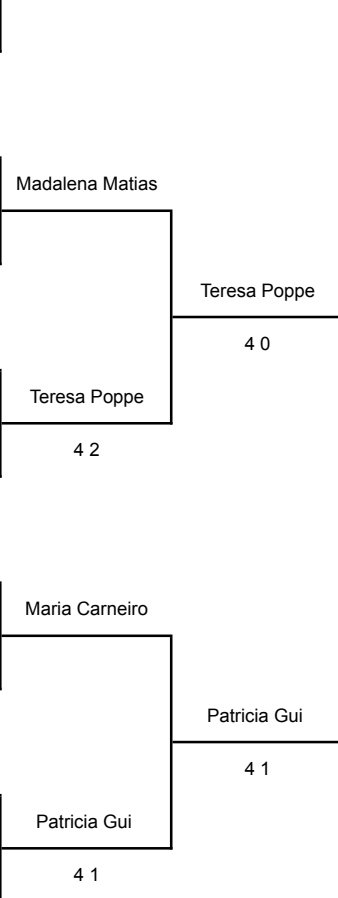 Madalena Matias
Teresa Poppe
4 0
Teresa Poppe
4 2
Maria Carneiro
Patricia Gui
4 1
Patricia Gui
4 1